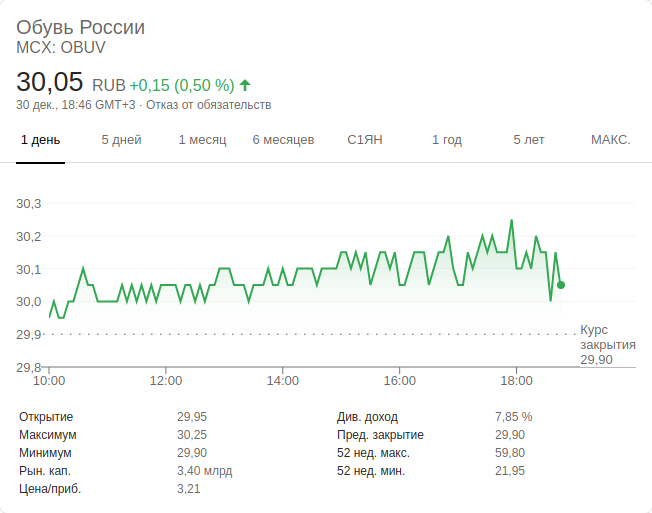 Обувь России
MCX: OBUV
30,05 RUB +0,15 (0,50 %)
30 дек., 18:46 GMT+3 · Отказ от обязательств
1 день 5 дней 1 месяц 6 месяцев С1ЯН 1 год 5 лет МАКС.
30,3
30,2
30,1
30,0
29,9
29,8
Курс
закрытия
29,90
10:00 12:00 14:00 16:00 18:00
Открытие 29,95 Див. доход 7,85 %
Максимум 30,25 Пред. закрытие 29,90
Минимум 29,90 52 нед. макс. 59,80
Рын. кап. 3,40 млрд 52 нед. мин. 21,95
Цена/приб. 3,21